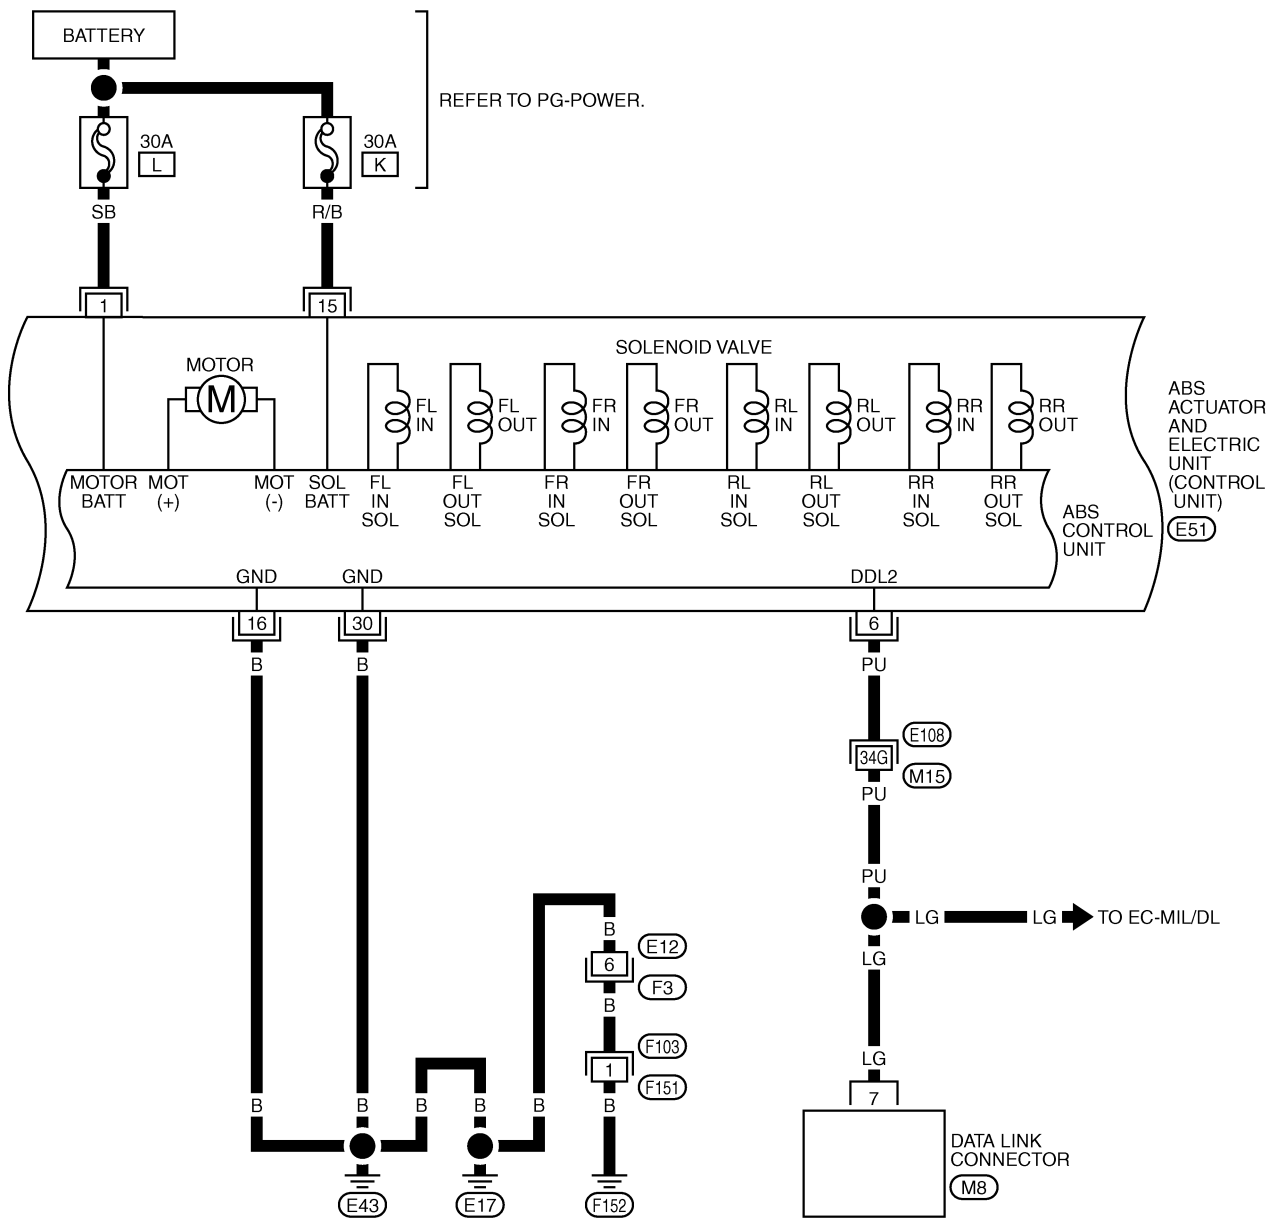 BATTERY
REFER TO PG-POWER.
30A
L
30A
K
SB
R/B
1
15
SOLENOID VALVE
MOTOR
M
FL
IN
FL
OUT
FR
IN
FR
OUT
RL
IN
RL
OUT
RR
IN
RR
OUT
ABS
ACTUATOR
AND
ELECTRIC
UNIT
(CONTROL
UNIT)
E51
MOTOR
BATT
MOT
(+)
MOT
(-)
SOL
BATT
FL
IN
SOL
FL
OUT
SOL
FR
IN
SOL
FR
OUT
SOL
RL
IN
SOL
RL
OUT
SOL
RR
IN
SOL
RR
OUT
SOL
ABS
CONTROL
UNIT
GND
GND
DDL2
16
30
6
B
B
PU
E108
34G
M15
PU
PU
LG
LG
TO EC-MIL/DL
LG
B
E12
6
F3
B
F103
1
F151
LG
7
B
B
B
B
B
B
DATA LINK
CONNECTOR
M8
E43
E17
F152